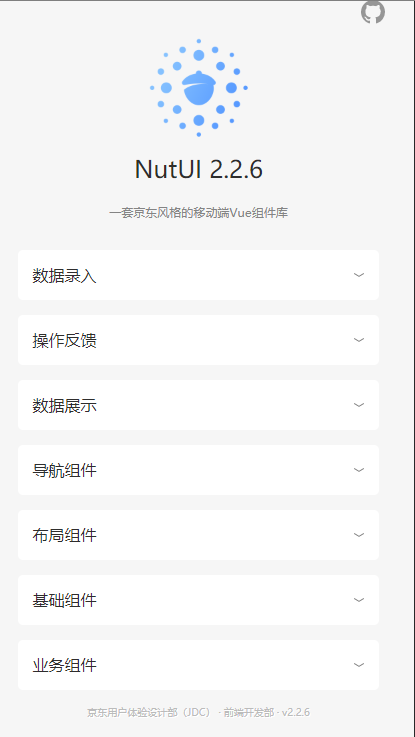 NutUI 2.2.6
一套京东风格的移动端Vue组件库
数据录入
操作反馈
数据展示
导航组件
布局组件
基础组件
业务组件
京东用户体验设计部（JDC） · 前端开发部 · v2.2.6